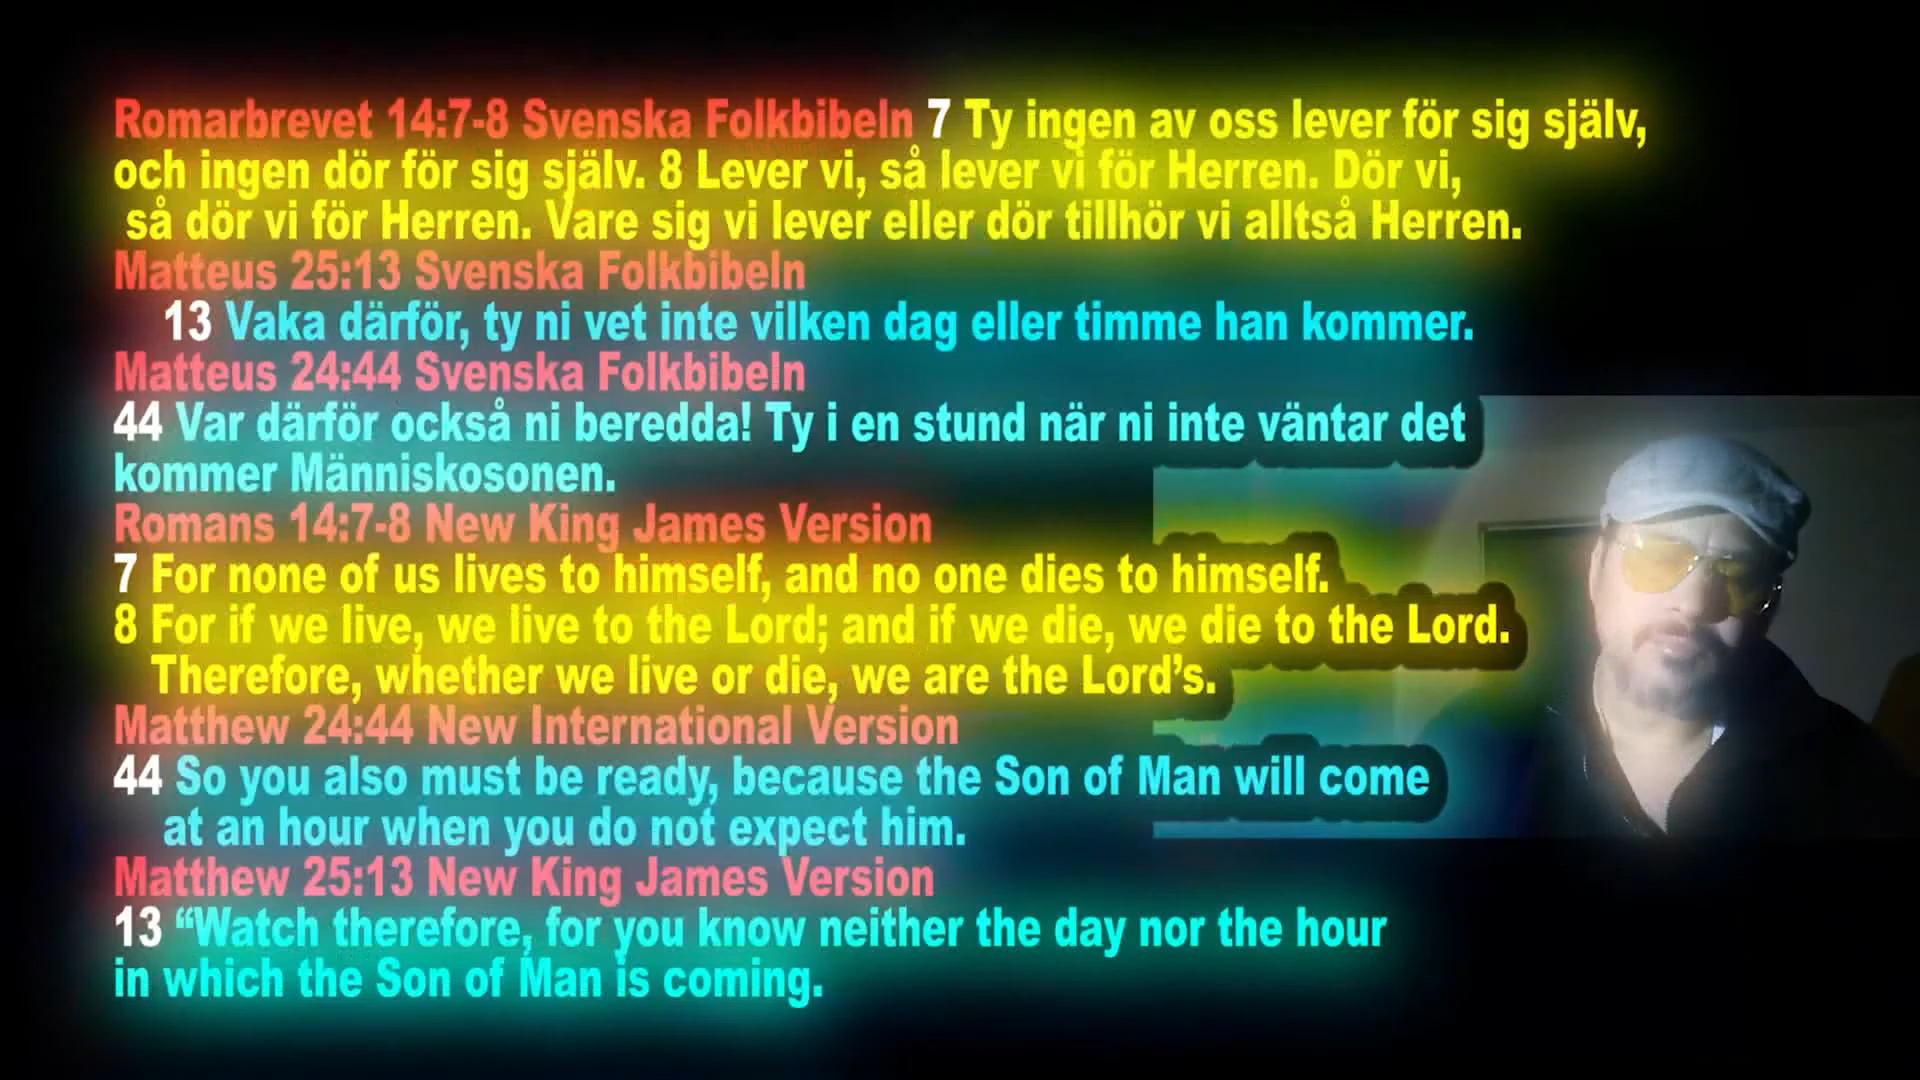 Romarbrevet 14:7-8 Svenska Folkbibeln 7 Ty ingen av oss lever för sig själv,
och ingen dör för sig själv. 8 Lever vi, så lever vi för Herren. Dör vi,
så dör vi för Herren. Vare sig vi lever eller dör tillhör vi alltså Herren.
Matteus 25:13 Svenska Folkbibeln
13 Vaka därför, ty ni vet inte vilken dag eller timme han kommer.
Matteus 24:44 Svenska Folkbibeln
44 Var därför också ni beredda! Ty i en stund när ni inte väntar det
kommer Människosonen.
Romans 14:7-8 New King James Version
7 For none of us lives to himself, and no one dies to himself.
8 For if we live, we live to the Lord; and if we die, we die to the Lord.
Therefore, whether we live or die, we are the Lord’s.
Matthew 24:44 New International Version
44 So you also must be ready, because the Son of Man will come
at an hour when you do not expect him.
Matthew 25:13 New King James Version
13 “Watch therefore, for you know neither the day nor the hour
in which the Son of Man is coming.